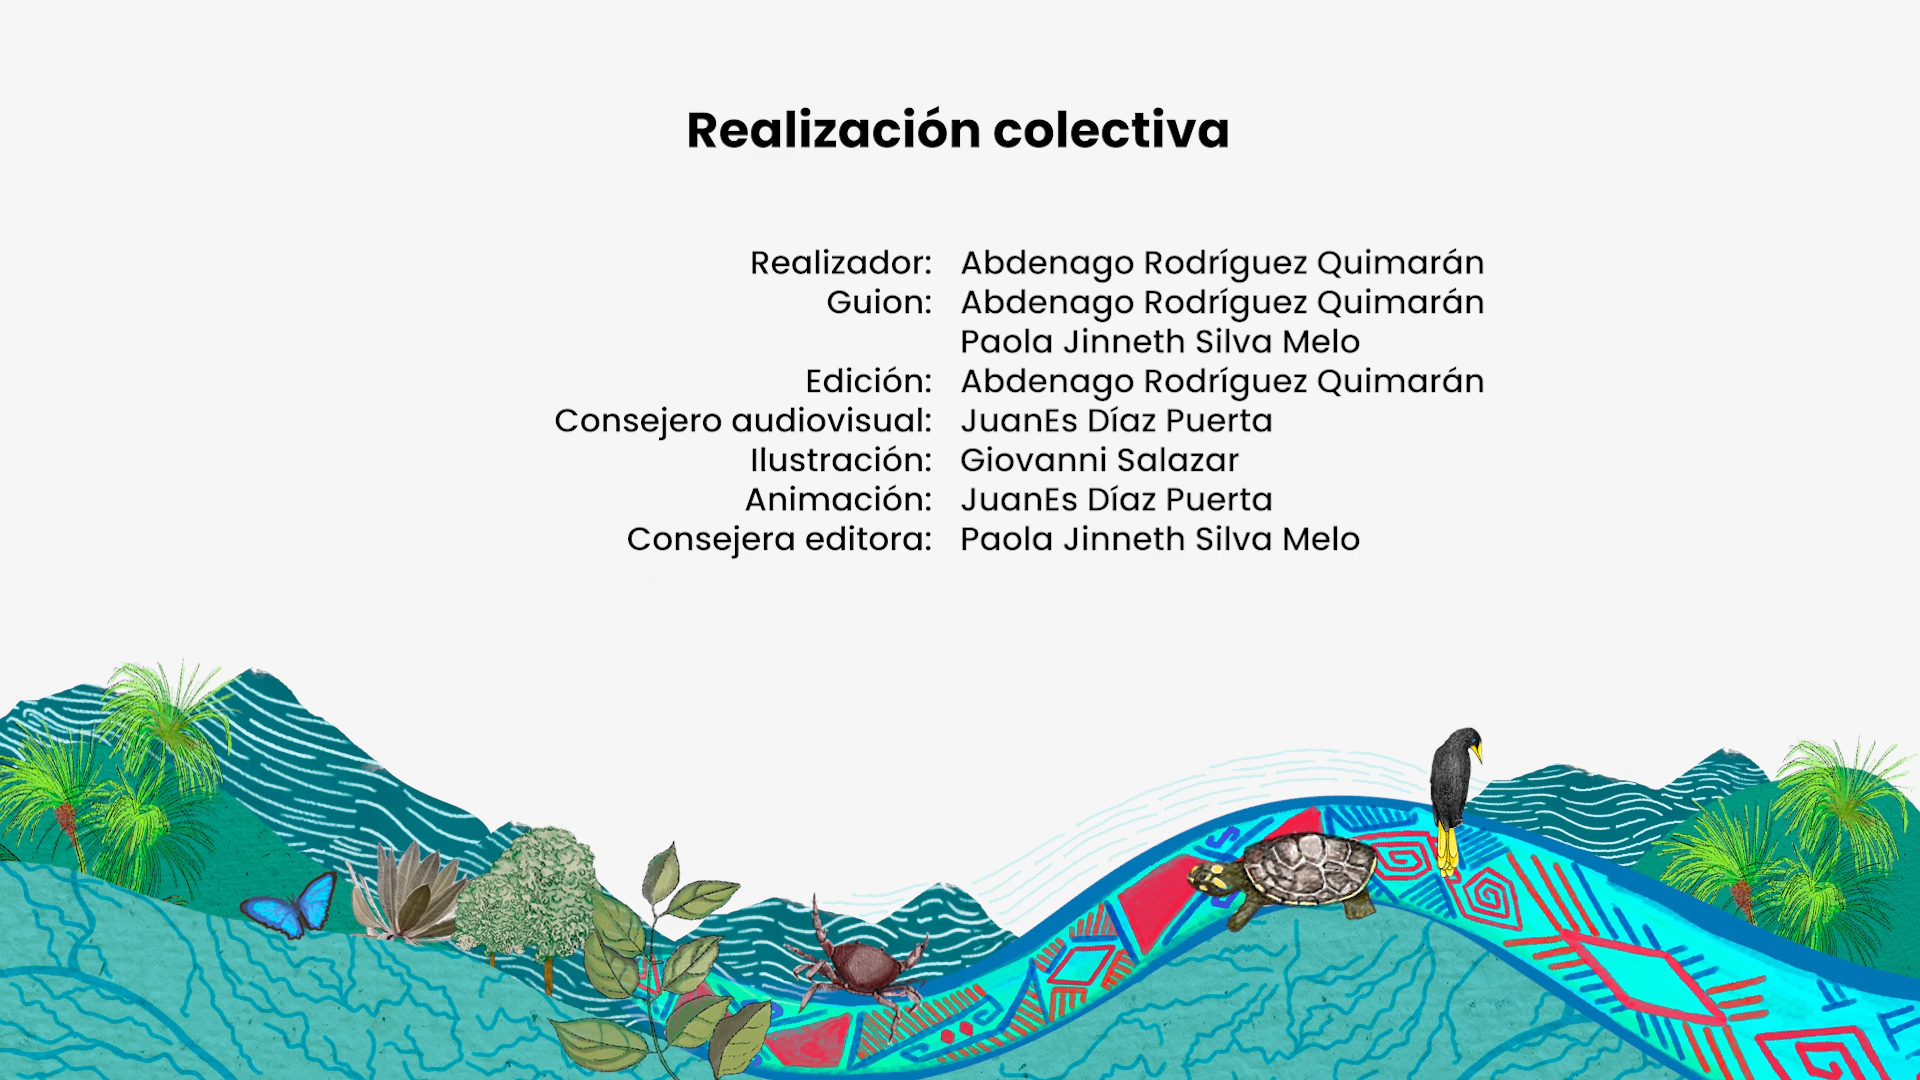 Realización colectiva
Realizador: Abdenago Rodríguez Quimarán
Guion: Abdenago Rodríguez Quimarán
Paola Jinneth Silva Melo
Edición: Abdenago Rodríguez Quimarán
Consejero audiovisual: JuanEs Díaz Puerta
Ilustración: Giovanni Salazar
Animación: JuanEs Díaz Puerta
Consejera editora: Paola Jinneth Silva Melo